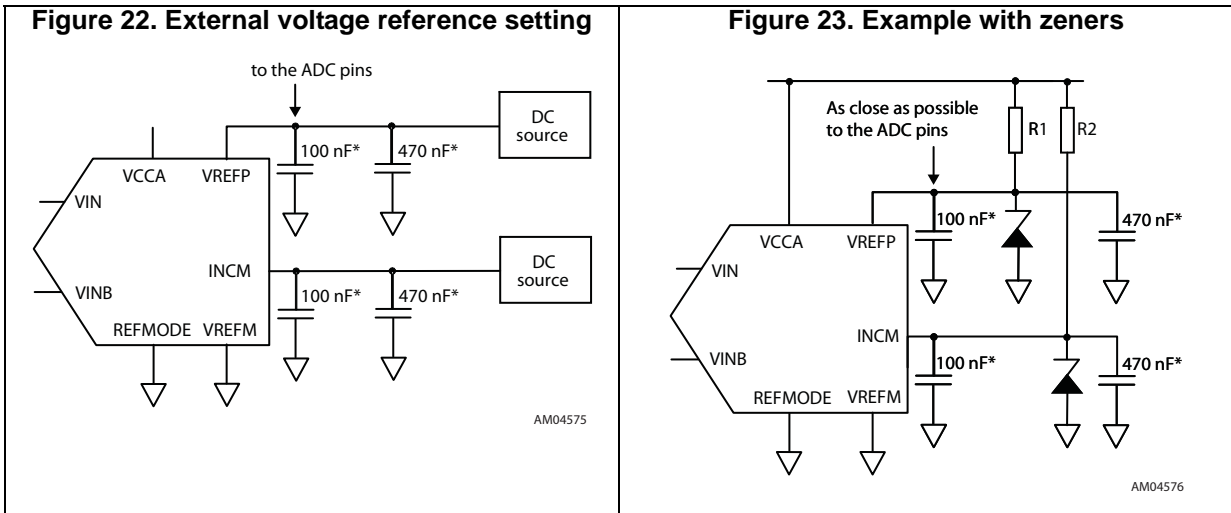 Figure 22. External voltage reference setting
to the ADC pins
DC
source
100 nF*
470 nF*
VCCA
VREFP
VIN
INCM
DC
source
VINB
100 nF*
470 nF*
REFMODE
VREFM
AM04575
Figure 23. Example with zeners
As close as possible
to the ADC pins
R1
R2
100 nF*
470 nF*
VCCA
VREFP
VIN
INCM
VINB
100 nF*
470 nF*
REFMODE
VREFM
AM04576